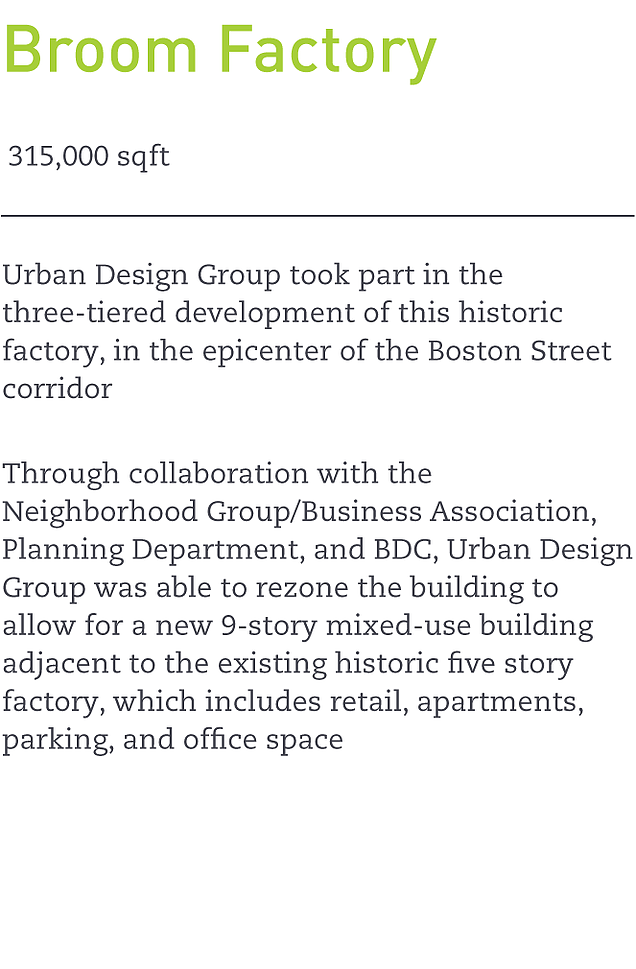 Broom Factory
315,000 sqft
Urban Design Group took part in the
three-tiered development of this historic
factory, in the epicenter of the Boston Street
corridor
Through collaboration with the
Neighborhood Group/Business Association,
Planning Department, and BDC, Urban Design
Group was able to rezone the building to
allow for a new 9-story mixed-use building
adjacent to the existing historic five story
factory, which includes retail, apartments,
parking, and office space